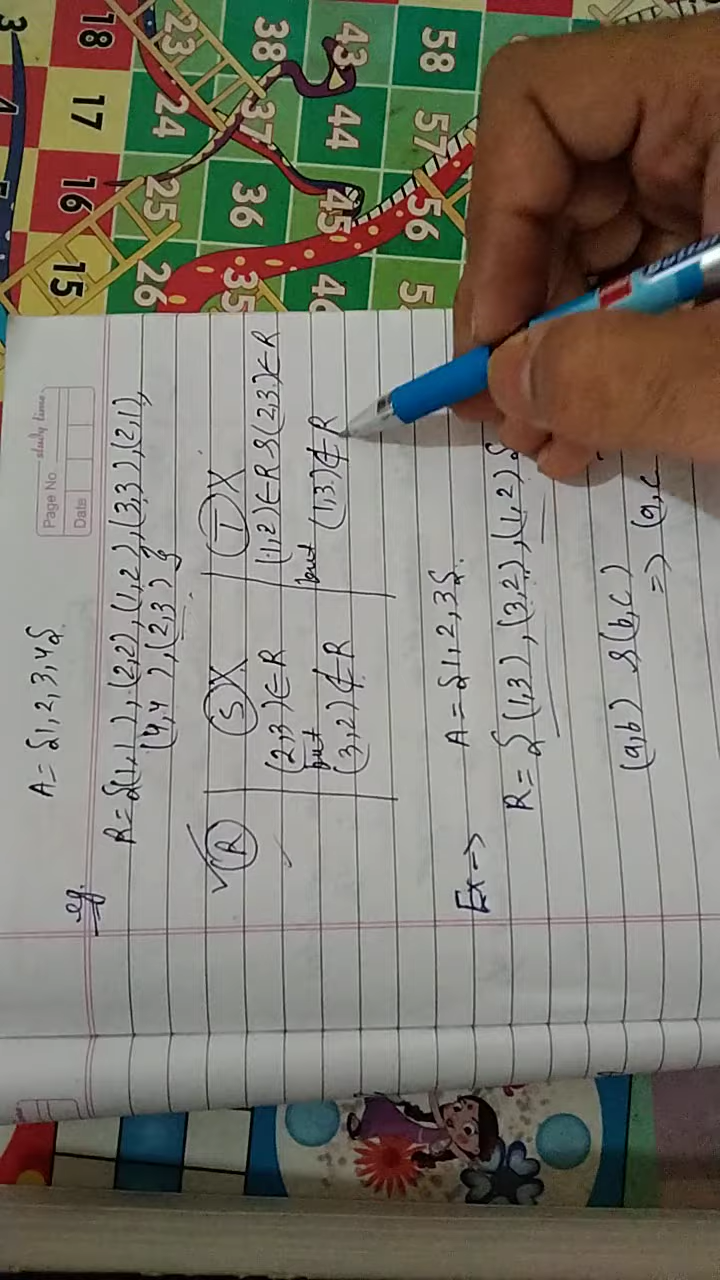 study time
Page No.
Date
eg. A = {1, 2, 3, 4}.
R = {(1,1), (2,2), (1,2), (3,3), (2,1),
(4,4), (2,3)}
✓(R) (S)X (T)X
(2,3)∈R (1,2)∈R & (2,3)∈R
but but (1,3)∉R
(3,2)∉R
Ex → A = {1, 2, 3}.
R = {(1,3), (3,2), (1,2)}
(a,b) & (b,c)
⇒ (a,c
18 23 38 43 58
17 24 37 44 57
16 25 36 45 56
15 26 35
3
4